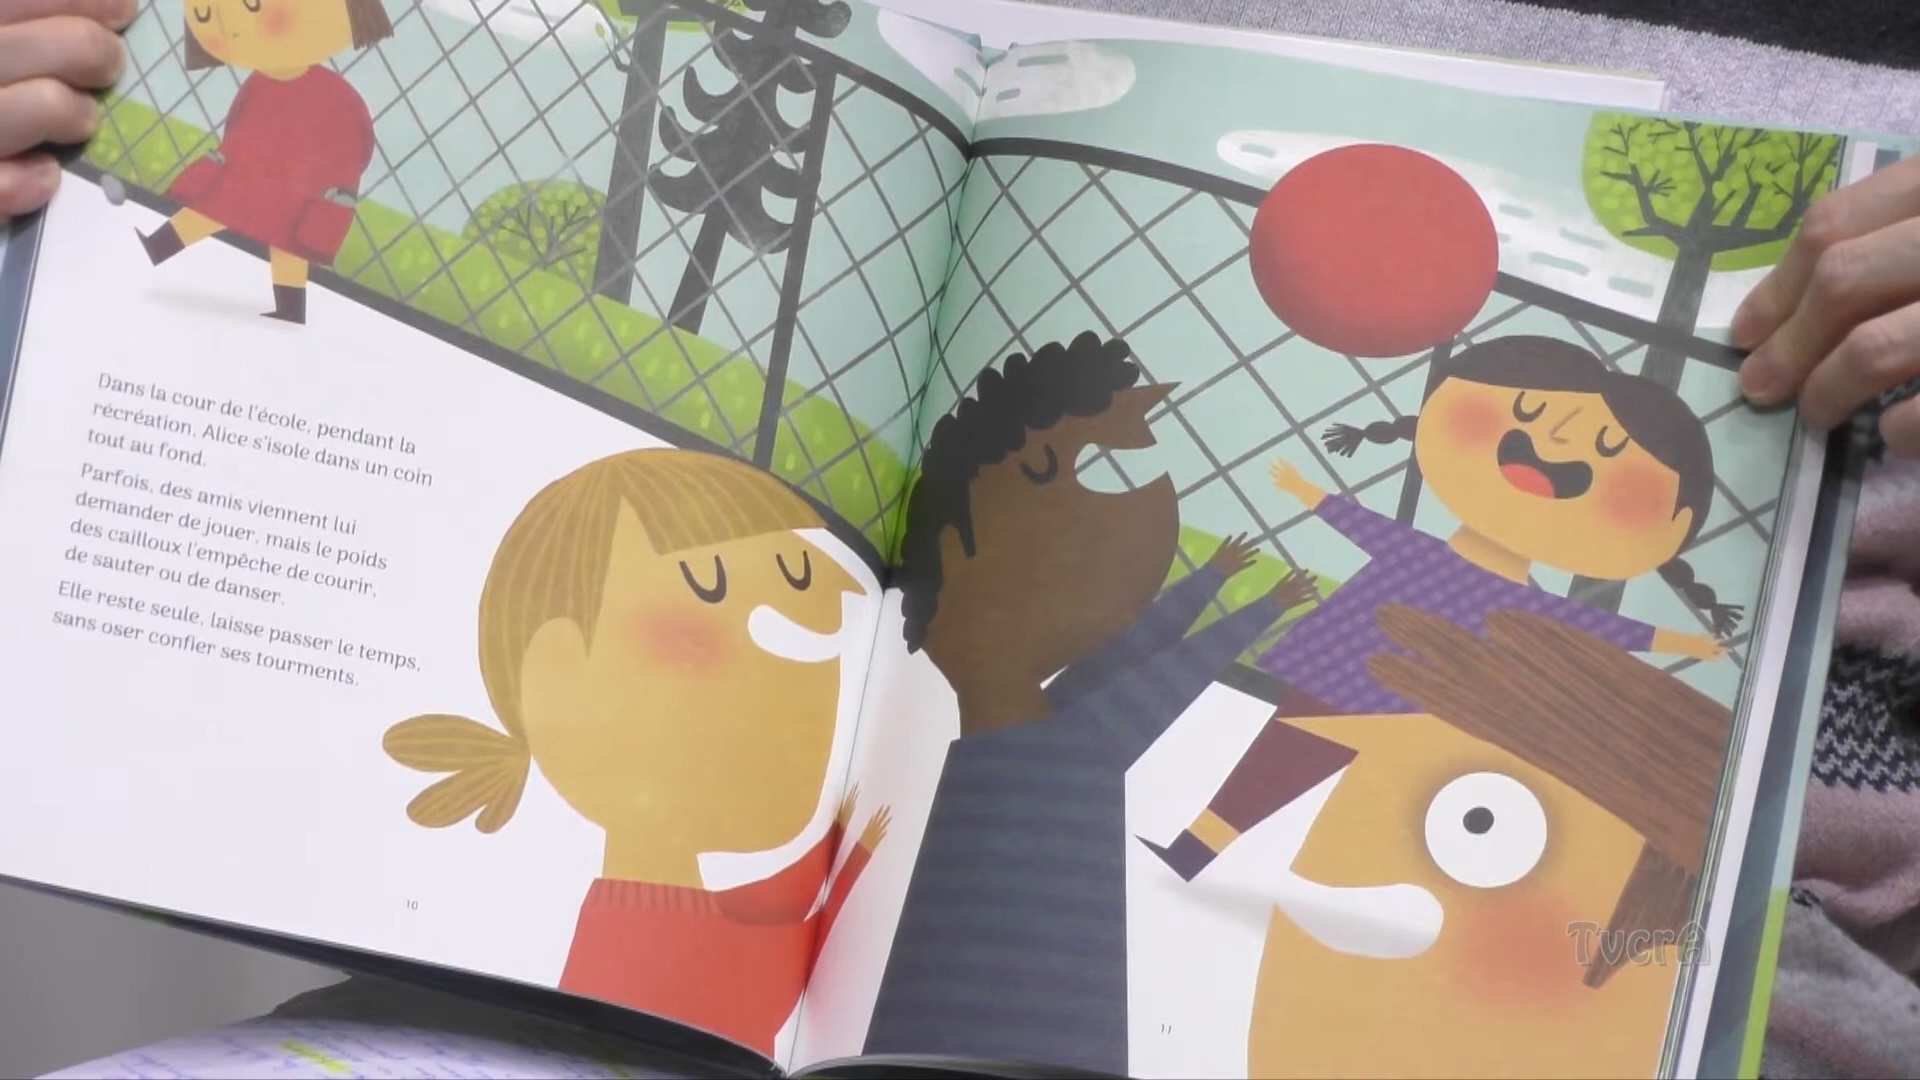 Dans la cour de l'école, pendant la
récréation, Alice s'isole dans un coin
tout au fond.
Parfois, des amis viennent lui
demander de jouer, mais le poids
des cailloux l'empêche de courir,
de sauter ou de danser.
Elle reste seule, laisse passer le temps,
sans oser confier ses tourments.
10
11
TvcrA